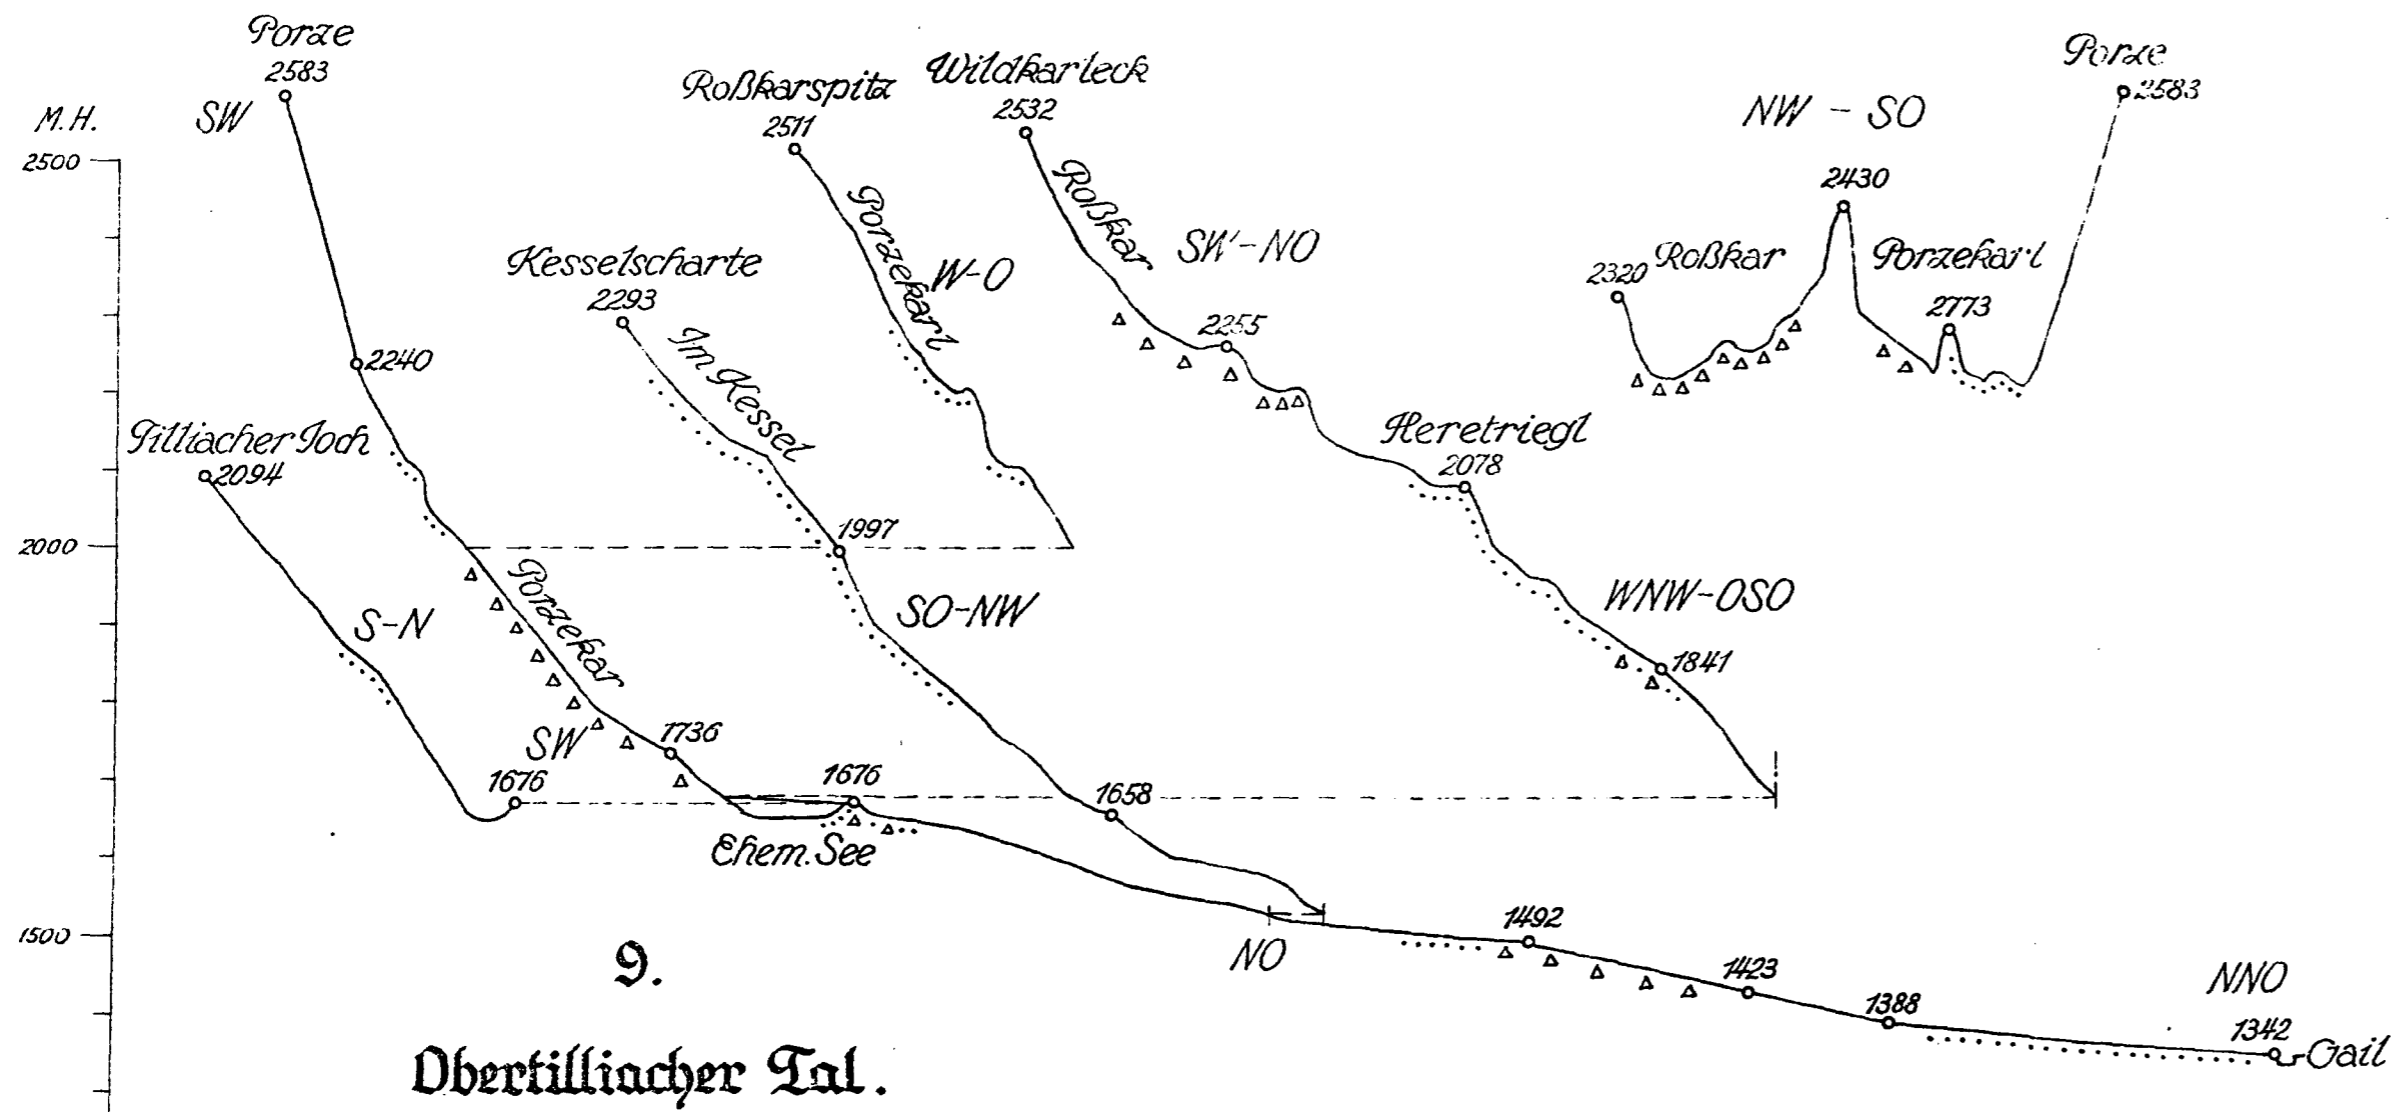 Porze
2583
SW
M.H.
2500
2000
1500
2240
Tilliacher Joch
2094
S-N
Porzekar
SW
1676
1736
1676
Ehem. See
Kesselscharte
2293
Im Kessel
1997
SO-NW
1658
Roßkarspitz
2511
Porzekarl
W-O
Wildkarleck
2532
Roßkar
SW-NO
2255
Heretriegl
2078
WNW-OSO
1841
NW - SO
2320
Roßkar
2430
Porzekarl
2773
Porze
2583
NO
1492
1423
1388
NNO
1342
Gail
9.
Obertilliacher Tal.